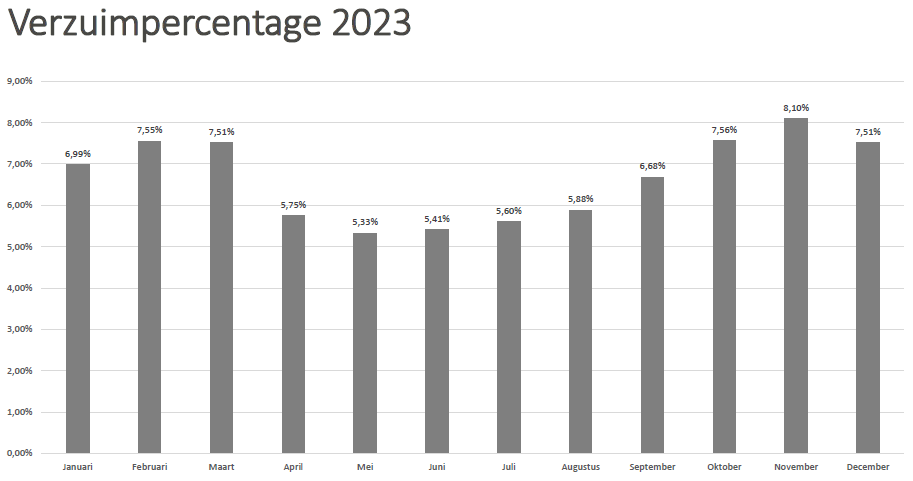 Verzuimpercentage 2023
9,00%
8,00%
7,00%
6,00%
5,00%
4,00%
3,00%
2,00%
1,00%
0,00%
6,99%
7,55%
7,51%
5,75%
5,33%
5,41%
5,60%
5,88%
6,68%
7,56%
8,10%
7,51%
Januari
Februari
Maart
April
Mei
Juni
Juli
Augustus
September
Oktober
November
December